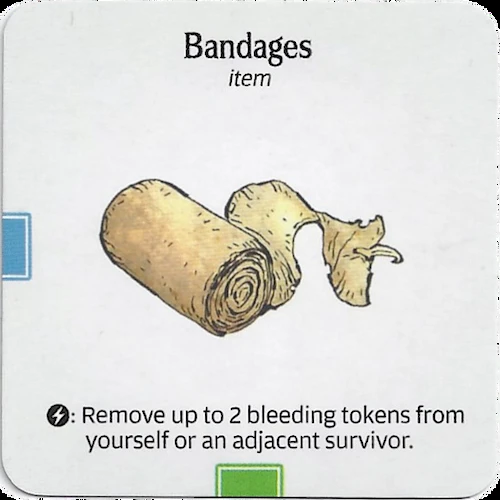 Bandages
item
: Remove up to 2 bleeding tokens from
yourself or an adjacent survivor.